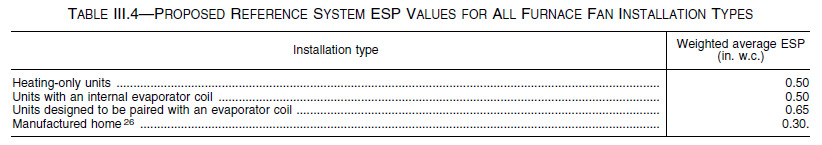 TABLE III.4—PROPOSED REFERENCE SYSTEM ESP VALUES FOR ALL FURNACE FAN INSTALLATION TYPES
Installation type Weighted average ESP
(in. w.c.)
Heating-only units ........ 0.50
Units with an internal evaporator coil ........ 0.50
Units designed to be paired with an evaporator coil ........ 0.65
Manufactured home 26 ........ 0.30.